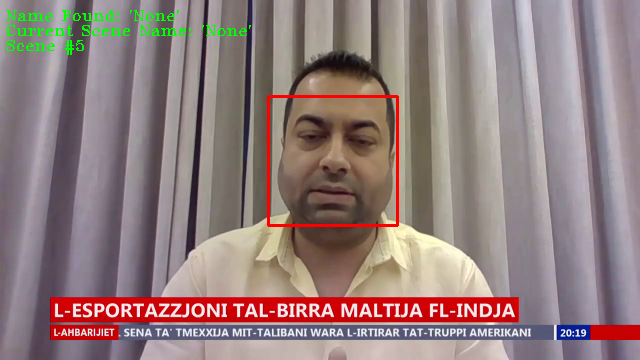 Name Found: 'None'
Current Scene Name: 'None'
Scene #5
L-ESPORTAZZJONI TAL-BIRRA MALTIJA FL-INDJA
L-AĦBARIJIET
SENA TA' TMEXXIJA MIT-TALIBANI WARA L-IRTIRAR TAT-TRUPPI AMERIKANI
20:19